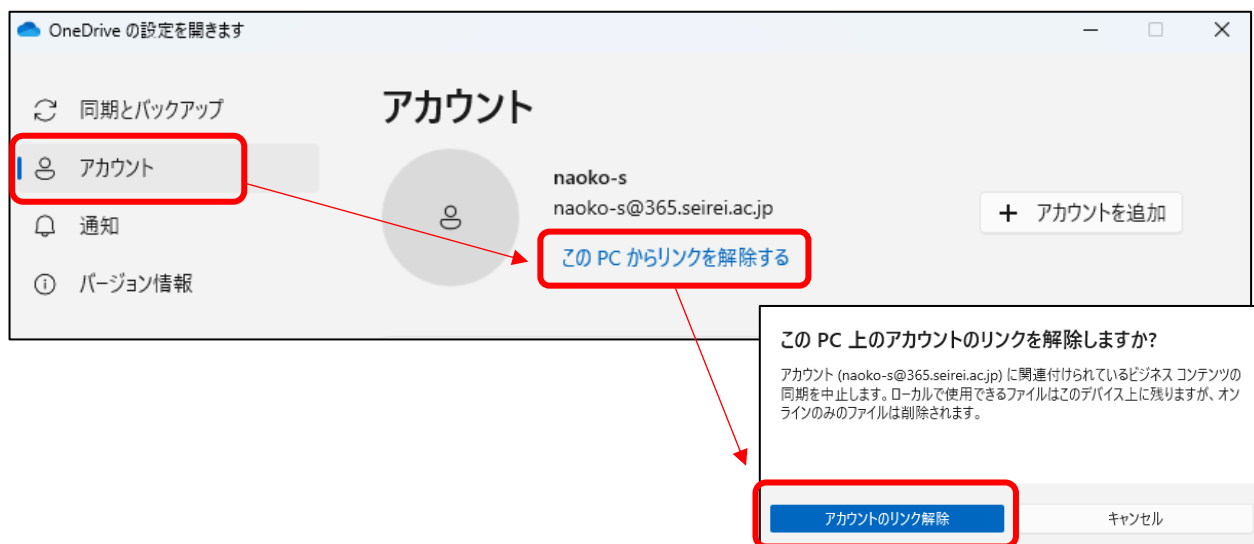 OneDrive の設定を開きます
同期とバックアップ
アカウント
通知
バージョン情報
アカウント
naoko-s
naoko-s@365.seirei.ac.jp
この PC からリンクを解除する
＋ アカウントを追加
この PC 上のアカウントのリンクを解除しますか?
アカウント (naoko-s@365.seirei.ac.jp) に関連付けられているビジネス コンテンツの
同期を中止します。ローカルで使用できるファイルはこのデバイス上に残りますが、オン
ラインのみのファイルは削除されます。
アカウントのリンク解除
キャンセル